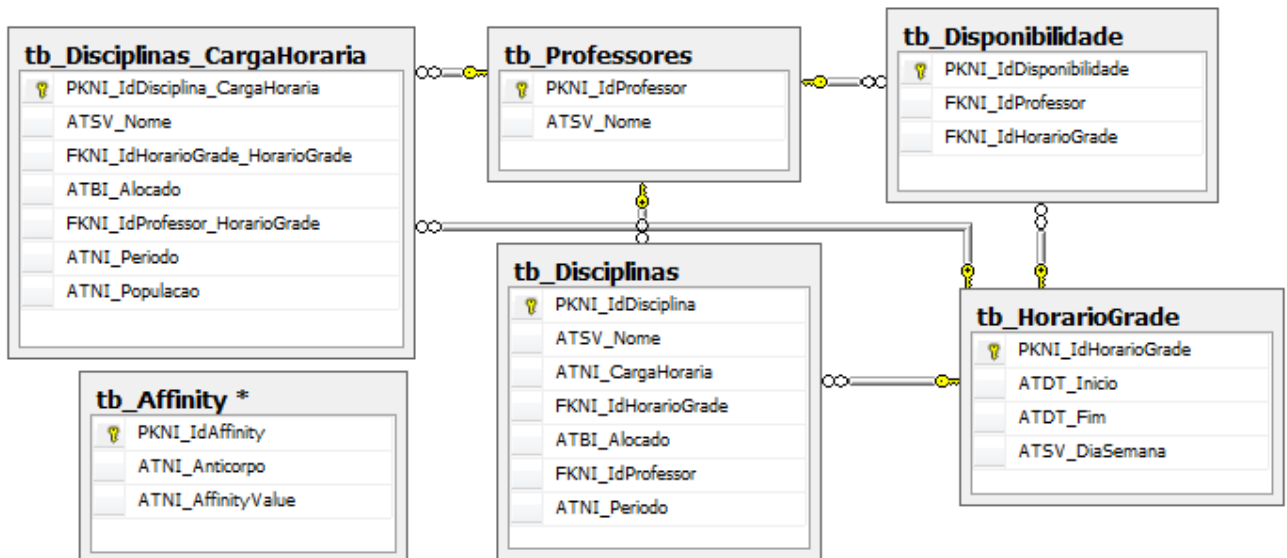 tb_Disciplinas_CargaHoraria
PKNI_IdDisciplina_CargaHoraria
ATSV_Nome
FKNI_IdHorarioGrade_HorarioGrade
ATBI_Alocado
FKNI_IdProfessor_HorarioGrade
ATNI_Periodo
ATNI_Populacao
tb_Professores
PKNI_IdProfessor
ATSV_Nome
tb_Disponibilidade
PKNI_IdDisponibilidade
FKNI_IdProfessor
FKNI_IdHorarioGrade
tb_Affinity *
PKNI_IdAffinity
ATNI_Anticorpo
ATNI_AffinityValue
tb_Disciplinas
PKNI_IdDisciplina
ATSV_Nome
ATNI_CargaHoraria
FKNI_IdHorarioGrade
ATBI_Alocado
FKNI_IdProfessor
ATNI_Periodo
tb_HorarioGrade
PKNI_IdHorarioGrade
ATDT_Inicio
ATDT_Fim
ATSV_DiaSemana